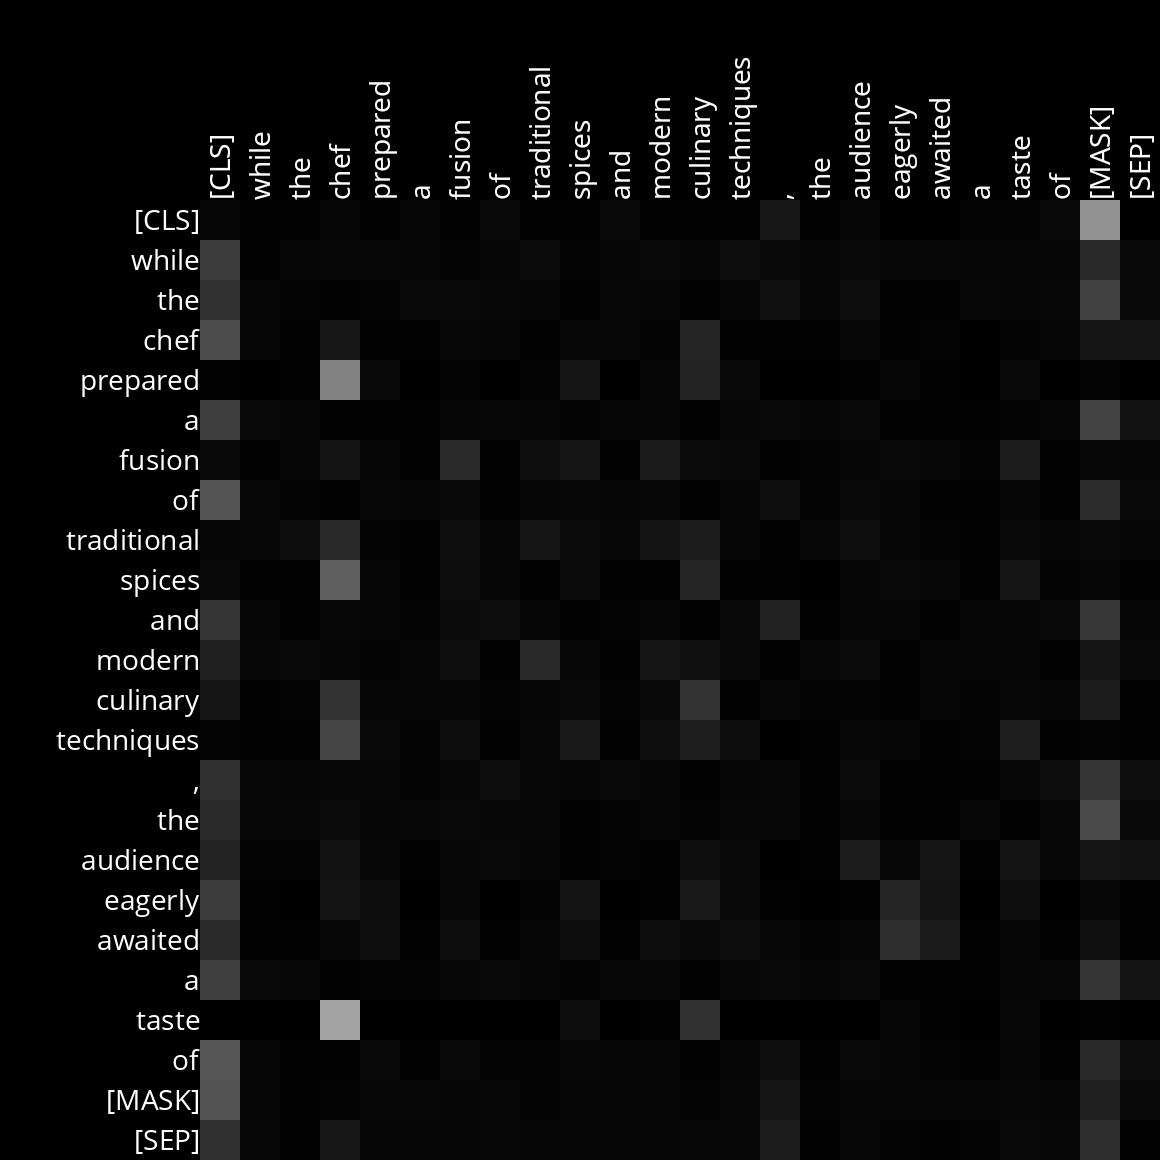 [CLS] while the chef prepared a fusion of traditional spices and modern culinary techniques , the audience eagerly awaited a taste of [MASK] [SEP]
[CLS]
while
the
chef
prepared
a
fusion
of
traditional
spices
and
modern
culinary
techniques
,
the
audience
eagerly
awaited
a
taste
of
[MASK]
[SEP]